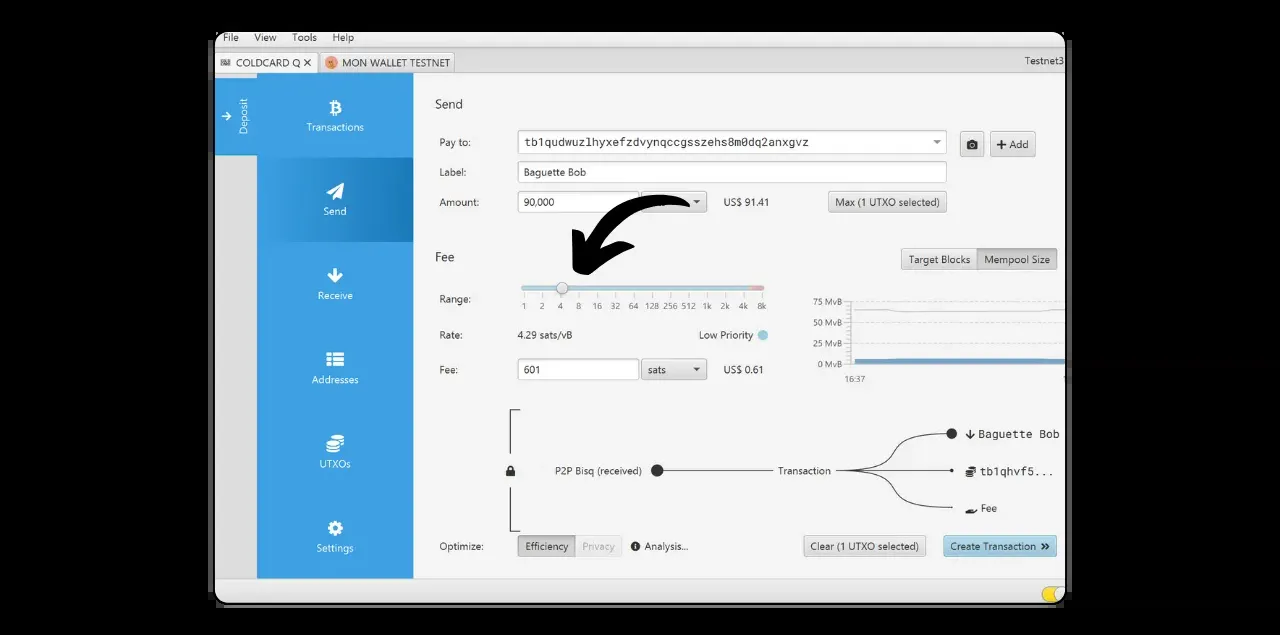 File View Tools Help
COLDCARD Q MON WALLET TESTNET
Testnet3
Deposit
Transactions
Send
Receive
Addresses
UTXOs
Settings
Send
Pay to: tb1qudwuzlhyxefzdvynqccgsszehs8m0dq2anxgvz Add
Label: Baguette Bob
Amount: 90,000 US$ 91.41 Max (1 UTXO selected)
Fee Target Blocks Mempool Size
Range: 1 2 4 8 16 32 64 128 256 512 1k 2k 4k 8k
Rate: 4.29 sats/vB Low Priority
Fee: 601 sats US$ 0.61
75 MvB
50 MvB
25 MvB
0 MvB
16:37
P2P Bisq (received) Transaction
Baguette Bob
tb1qhvf5...
Fee
Optimize: Efficiency Privacy Analysis... Clear (1 UTXO selected) Create Transaction